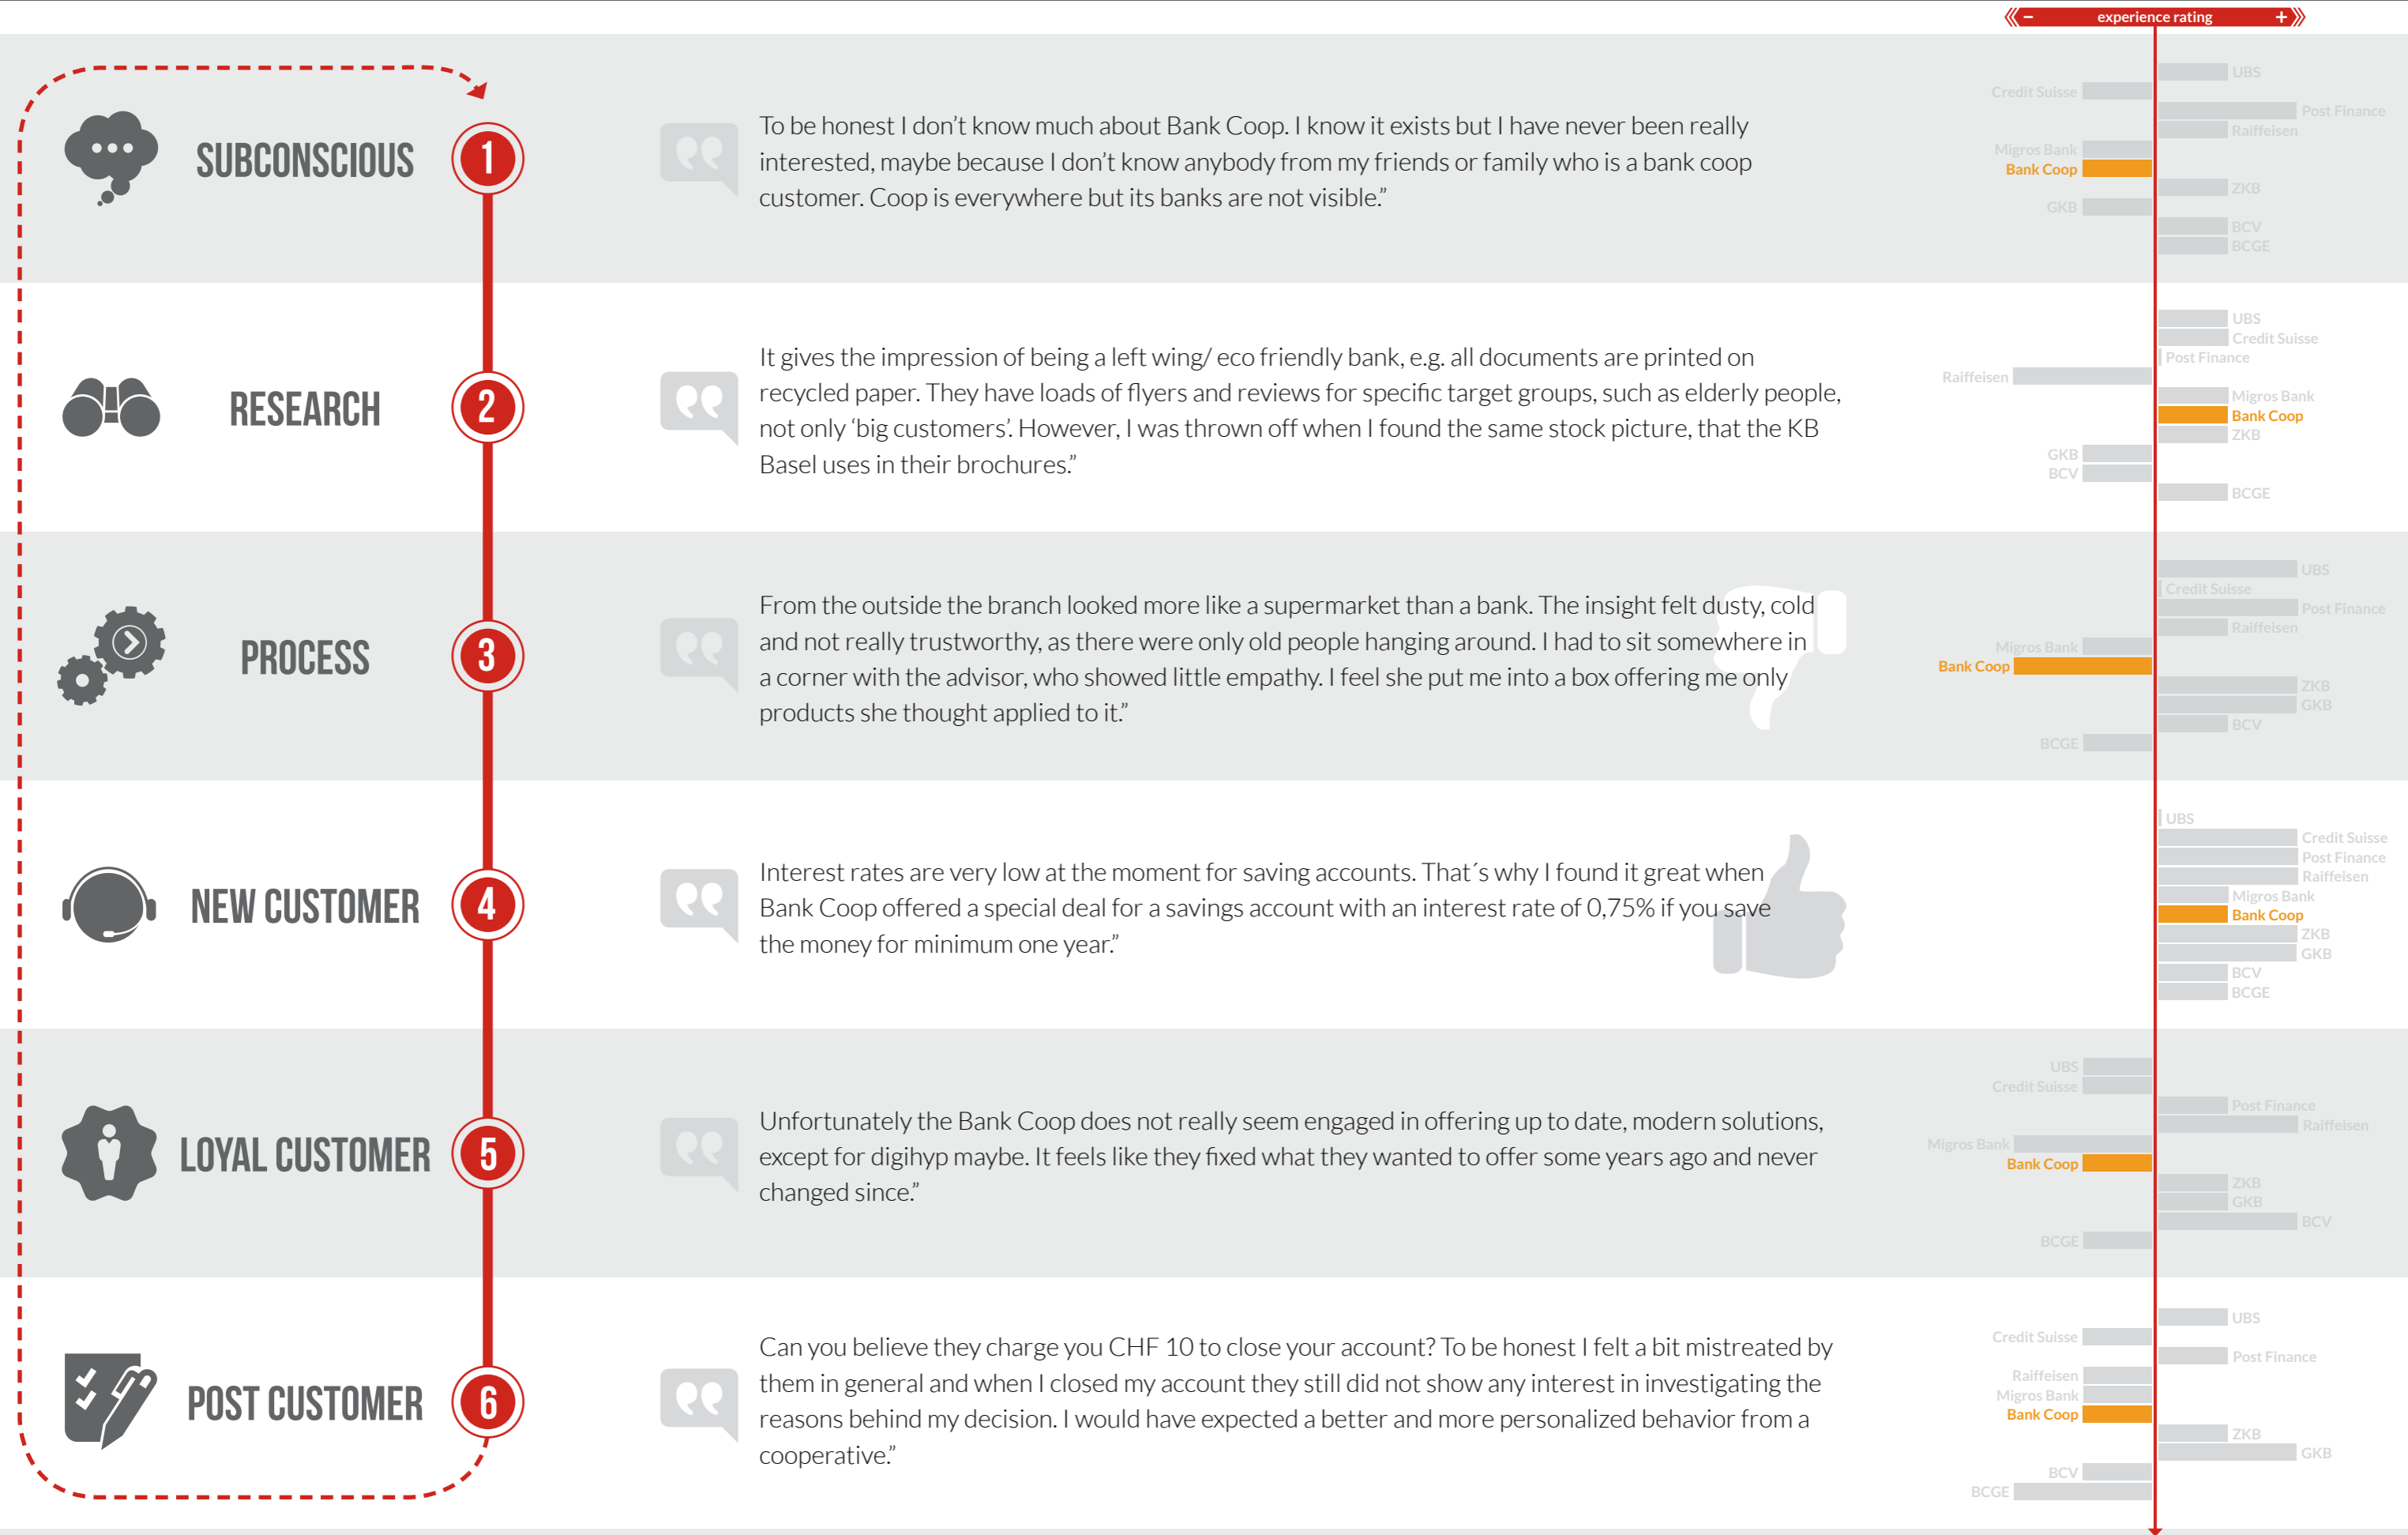 − experience rating +
SUBCONSCIOUS
1
To be honest I don’t know much about Bank Coop. I know it exists but I have never been really
interested, maybe because I don’t know anybody from my friends or family who is a bank coop
customer. Coop is everywhere but its banks are not visible.”
UBS
Credit Suisse
Post Finance
Raiffeisen
Migros Bank
Bank Coop
ZKB
GKB
BCV
BCGE
RESEARCH
2
It gives the impression of being a left wing/ eco friendly bank, e.g. all documents are printed on
recycled paper. They have loads of flyers and reviews for specific target groups, such as elderly people,
not only ‘big customers’. However, I was thrown off when I found the same stock picture, that the KB
Basel uses in their brochures.”
UBS
Credit Suisse
Post Finance
Raiffeisen
Migros Bank
Bank Coop
ZKB
GKB
BCV
BCGE
PROCESS
3
From the outside the branch looked more like a supermarket than a bank. The insight felt dusty, cold
and not really trustworthy, as there were only old people hanging around. I had to sit somewhere in
a corner with the advisor, who showed little empathy. I feel she put me into a box offering me only
products she thought applied to it.”
UBS
Credit Suisse
Post Finance
Raiffeisen
Migros Bank
Bank Coop
ZKB
GKB
BCV
BCGE
NEW CUSTOMER
4
Interest rates are very low at the moment for saving accounts. That´s why I found it great when
Bank Coop offered a special deal for a savings account with an interest rate of 0,75% if you save
the money for minimum one year.”
UBS
Credit Suisse
Post Finance
Raiffeisen
Migros Bank
Bank Coop
ZKB
GKB
BCV
BCGE
LOYAL CUSTOMER
5
Unfortunately the Bank Coop does not really seem engaged in offering up to date, modern solutions,
except for digihyp maybe. It feels like they fixed what they wanted to offer some years ago and never
changed since.”
UBS
Credit Suisse
Post Finance
Raiffeisen
Migros Bank
Bank Coop
ZKB
GKB
BCV
BCGE
POST CUSTOMER
6
Can you believe they charge you CHF 10 to close your account? To be honest I felt a bit mistreated by
them in general and when I closed my account they still did not show any interest in investigating the
reasons behind my decision. I would have expected a better and more personalized behavior from a
cooperative.”
UBS
Credit Suisse
Post Finance
Raiffeisen
Migros Bank
Bank Coop
ZKB
GKB
BCV
BCGE